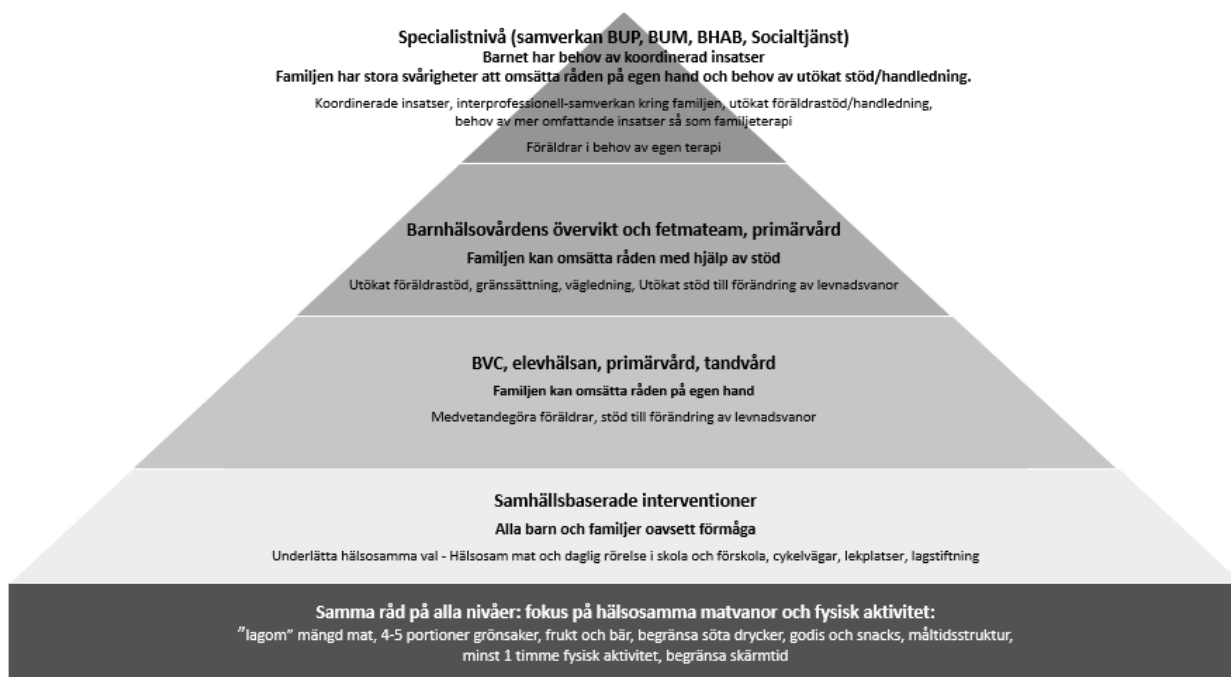 Specialistnivå (samverkan BUP, BUM, BHAB, Socialtjänst)
Barnet har behov av koordinerad insatser
Familjen har stora svårigheter att omsätta råden på egen hand och behov av utökat stöd/handledning.
Koordinerade insatser, interprofessionell-samverkan kring familjen, utökat föräldrastöd/handledning,
behov av mer omfattande insatser så som familjeterapi
Föräldrar i behov av egen terapi
Barnhälsovårdens övervikt och fetmateam, primärvård
Familjen kan omsätta råden med hjälp av stöd
Utökat föräldrastöd, gränssättning, vägledning, Utökat stöd till förändring av levnadsvanor
BVC, elevhälsan, primärvård, tandvård
Familjen kan omsätta råden på egen hand
Medvetandegöra föräldrar, stöd till förändring av levnadsvanor
Samhällsbaserade interventioner
Alla barn och familjer oavsett förmåga
Underlätta hälsosamma val - Hälsosam mat och daglig rörelse i skola och förskola, cykelvägar, lekplatser, lagstiftning
Samma råd på alla nivåer: fokus på hälsosamma matvanor och fysisk aktivitet:
”lagom” mängd mat, 4-5 portioner grönsaker, frukt och bär, begränsa söta drycker, godis och snacks, måltidsstruktur,
minst 1 timme fysisk aktivitet, begränsa skärmtid